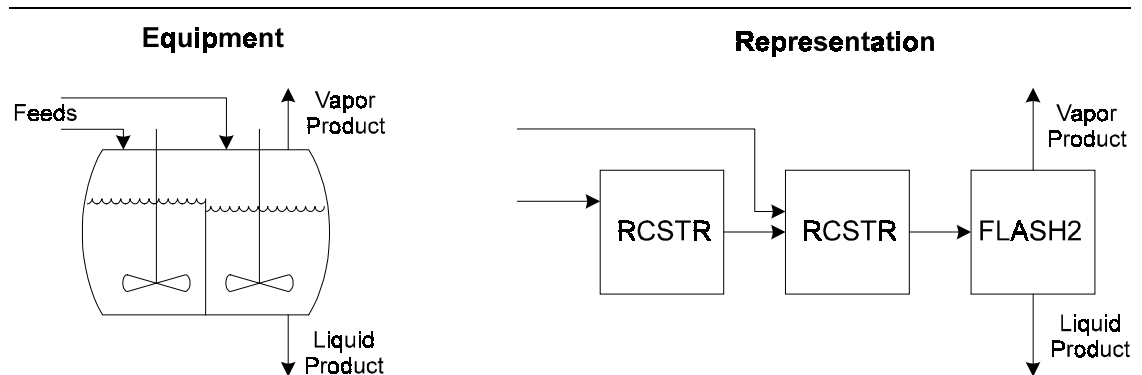 Equipment
Representation
Feeds
Vapor
Product
Liquid
Product
Vapor
Product
RCSTR
RCSTR
FLASH2
Liquid
Product